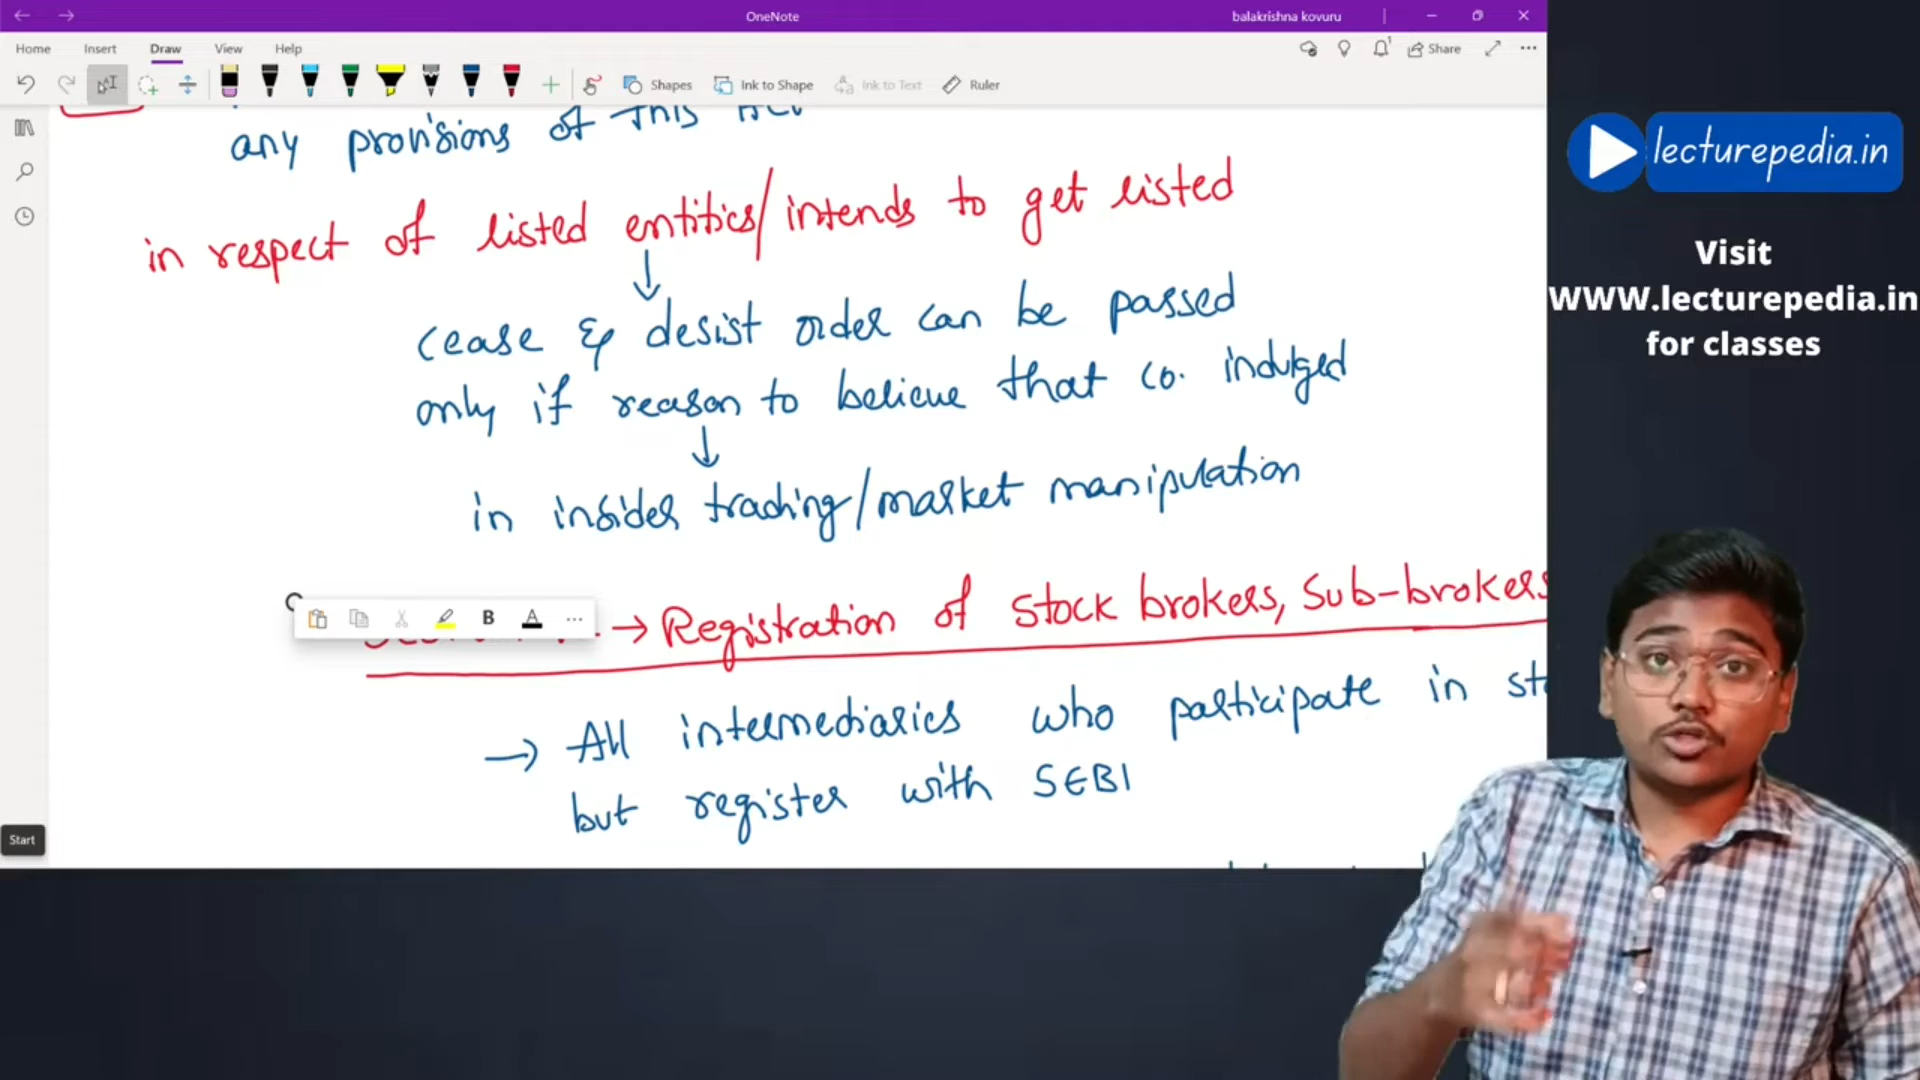 OneNote
balakrishna kovuru
Home Insert Draw View Help
1
Share
Shapes
Ink to Shape
Ink to Text
Ruler
any provisions of This Act
in respect of listed entities/intends to get listed
cease & desist order can be passed
only if reason to believe that co. indulged
in insider trading/market manipulation
B A
→ Registration of stock brokers, Sub-brokers
→ All intermediaries who participate in
but register with SEBI
Start
lecturepedia.in
Visit
WWW.lecturepedia.in
for classes